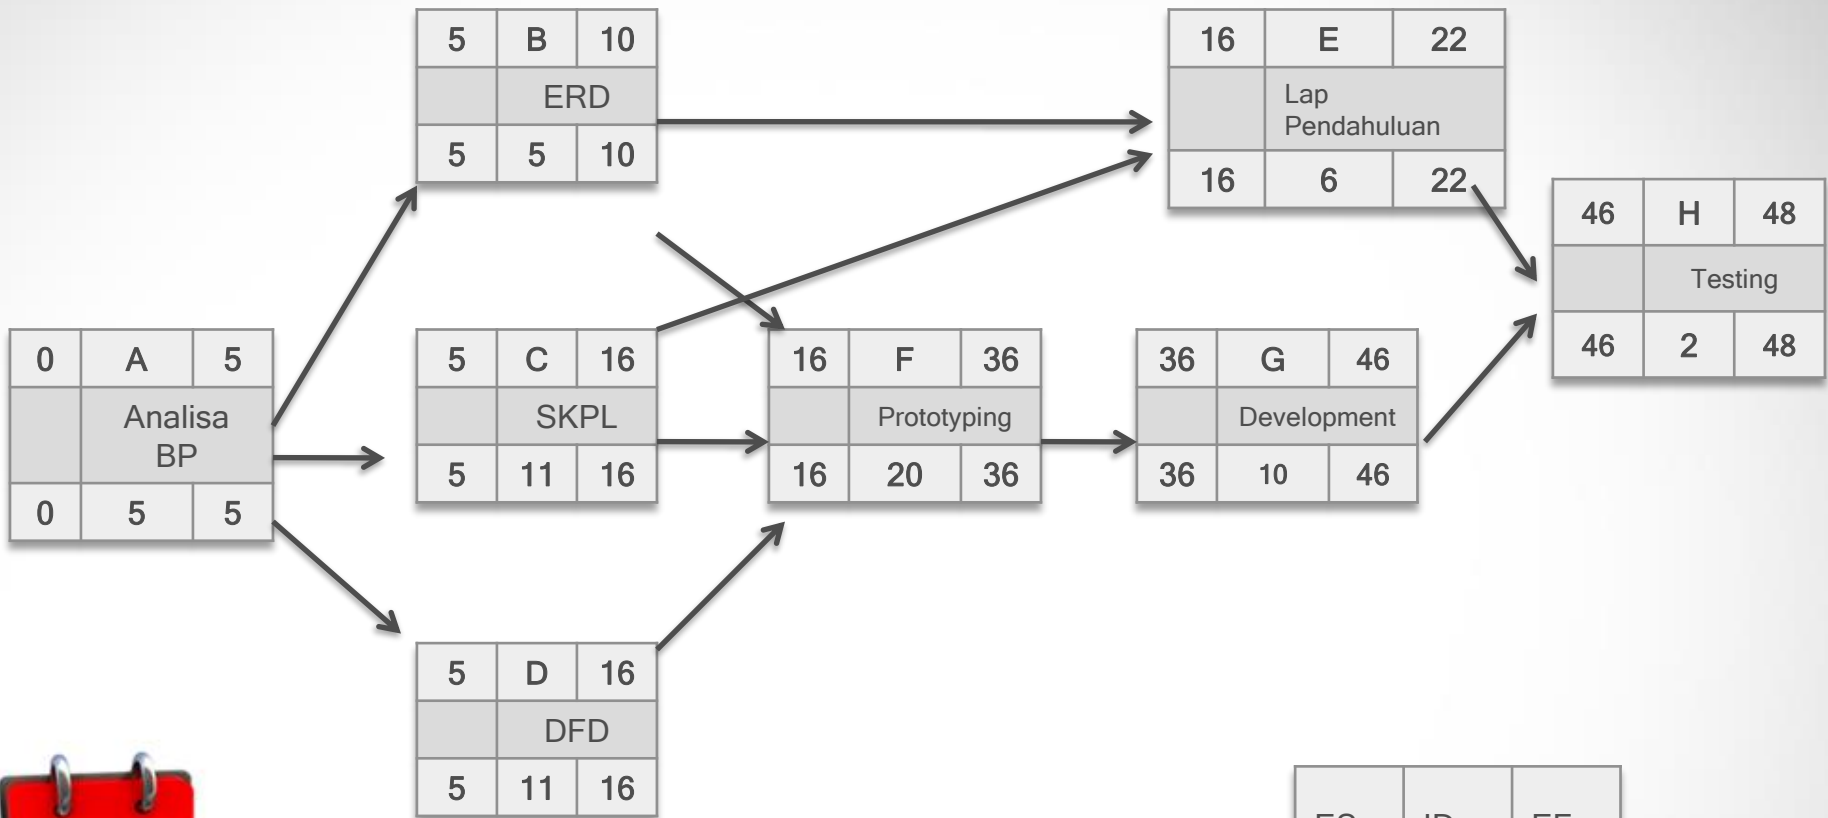 5 B 10
ERD
5 5 10
16 E 22
Lap
Pendahuluan
16 6 22
46 H 48
Testing
46 2 48
0 A 5
Analisa
BP
0 5 5
5 C 16
SKPL
5 11 16
16 F 36
Prototyping
16 20 36
36 G 46
Development
36 10 46
5 D 16
DFD
5 11 16